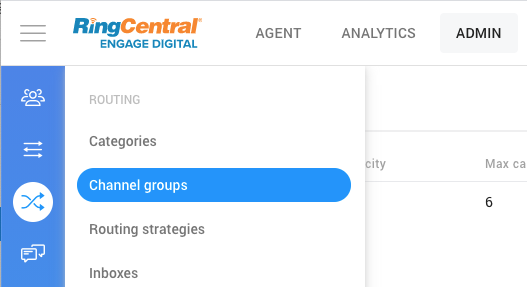 RingCentral®
ENGAGE DIGITAL
AGENT
ANALYTICS
ADMIN
ROUTING
Categories
Channel groups
Routing strategies
Inboxes
city
Max ca
6